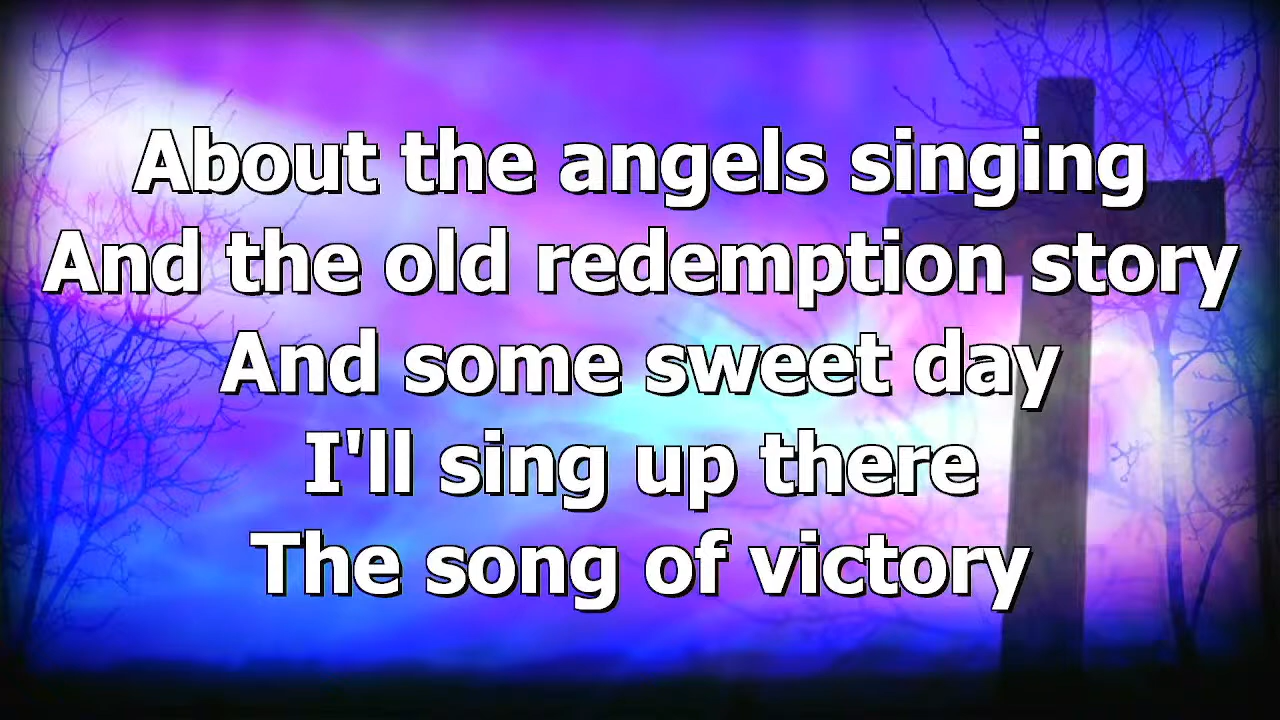 About the angels singing
And the old redemption story
And some sweet day
I'll sing up there
The song of victory